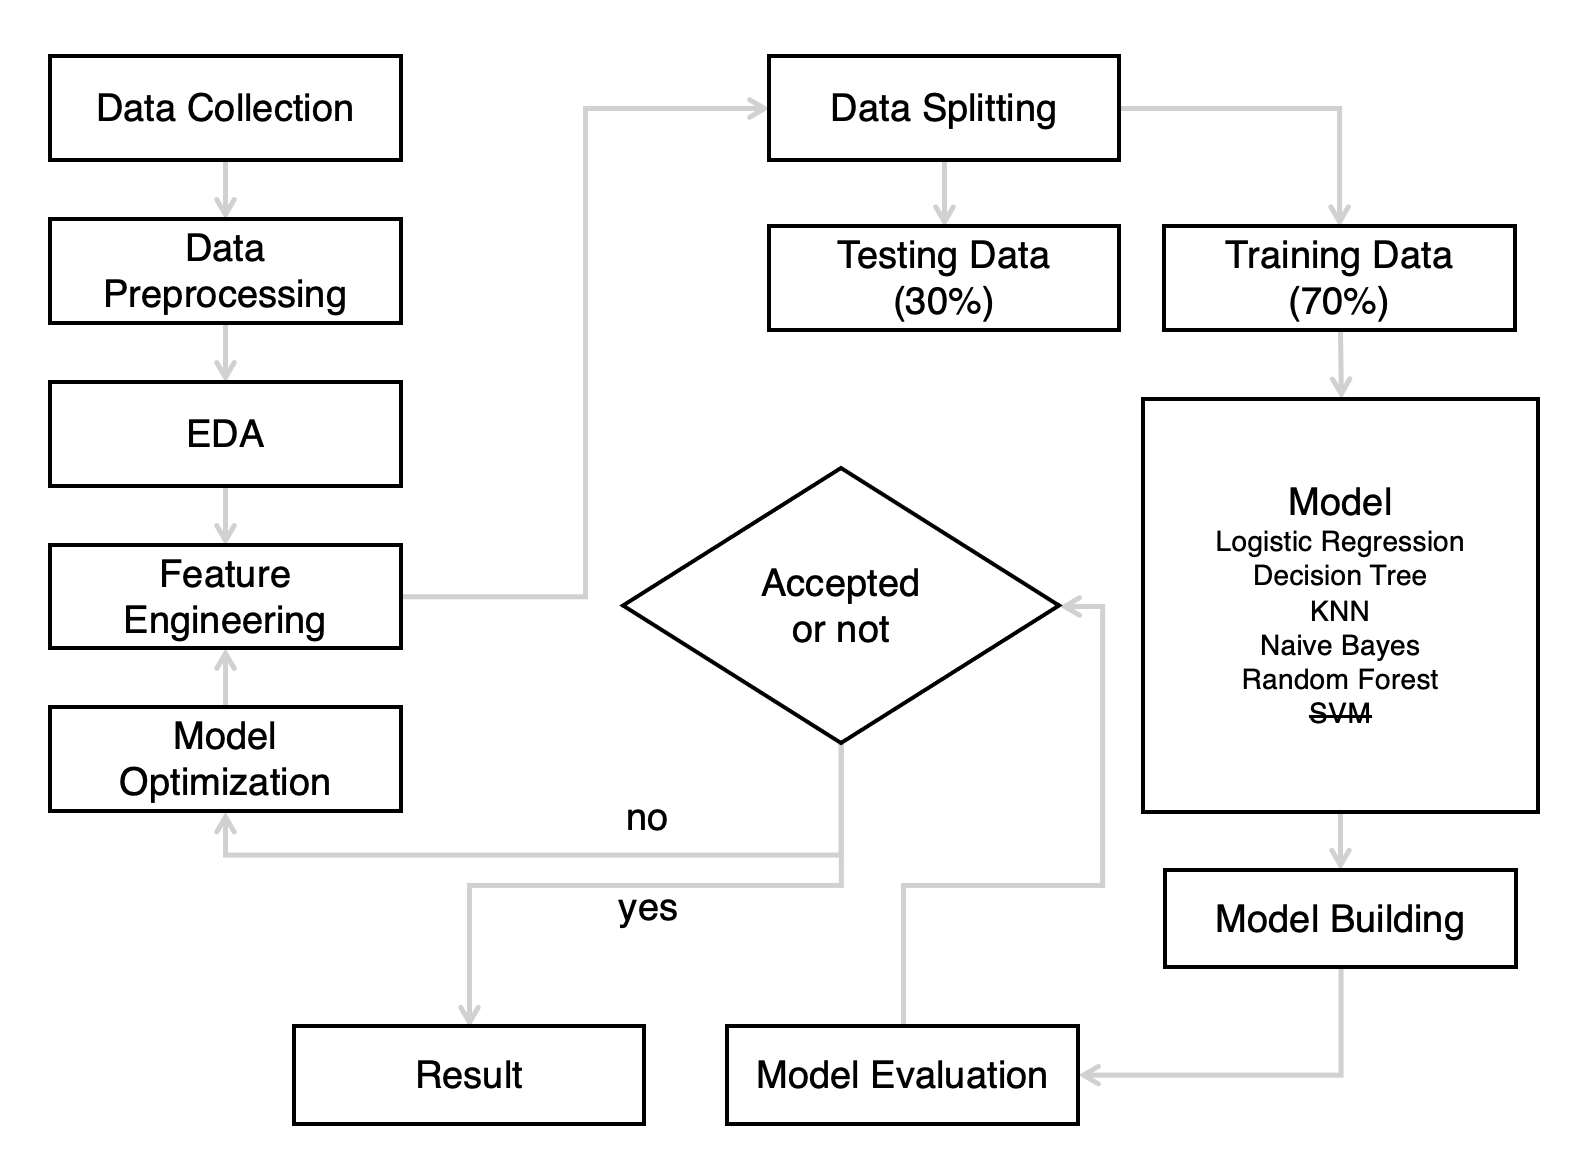 Data Collection
Data
Preprocessing
EDA
Feature
Engineering
Model
Optimization
Data Splitting
Testing Data
(30%)
Training Data
(70%)
Model
Logistic Regression
Decision Tree
KNN
Naive Bayes
Random Forest
SVM
Model Building
Model Evaluation
Accepted
or not
no
yes
Result